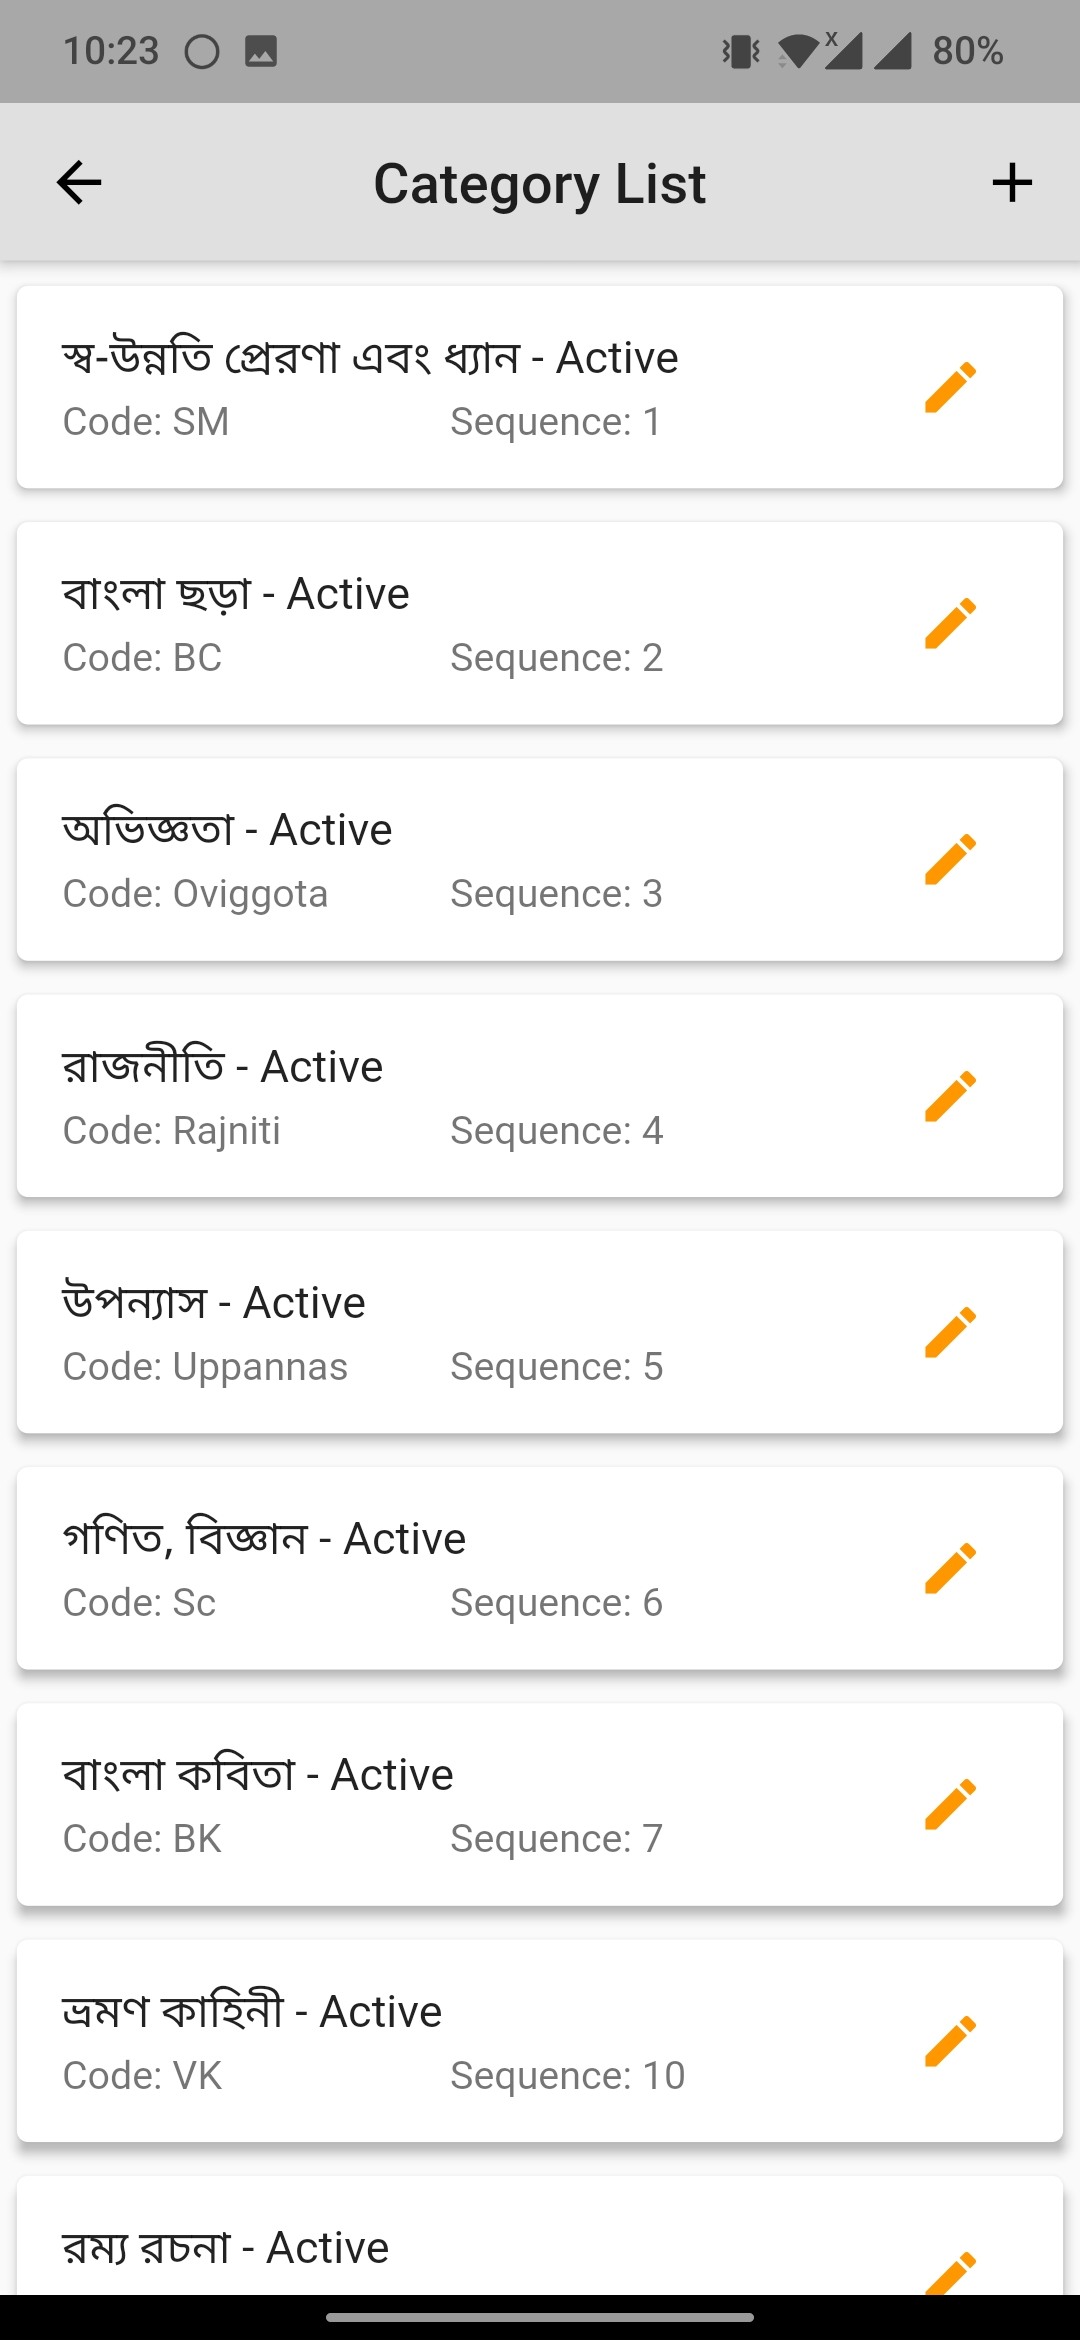 10:23 80%
Category List
স্ব-উন্নতি প্রেরণা এবং ধ্যান - Active
Code: SM Sequence: 1
বাংলা ছড়া - Active
Code: BC Sequence: 2
অভিজ্ঞতা - Active
Code: Oviggota Sequence: 3
রাজনীতি - Active
Code: Rajniti Sequence: 4
উপন্যাস - Active
Code: Uppannas Sequence: 5
গণিত, বিজ্ঞান - Active
Code: Sc Sequence: 6
বাংলা কবিতা - Active
Code: BK Sequence: 7
ভ্রমণ কাহিনী - Active
Code: VK Sequence: 10
রম্য রচনা - Active